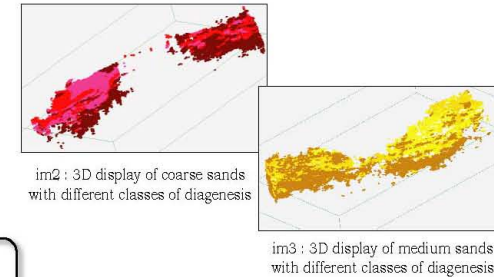 im2 : 3D display of coarse sands
with different classes of diagenesis
im3 : 3D display of medium sands
with different classes of diagenesis